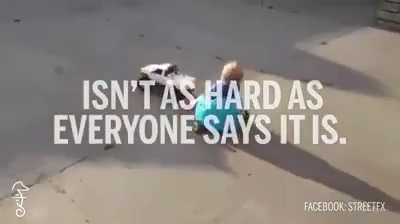 ISN'T AS HARD AS
EVERYONE SAYS IT IS.
FACEBOOK: STREETFX